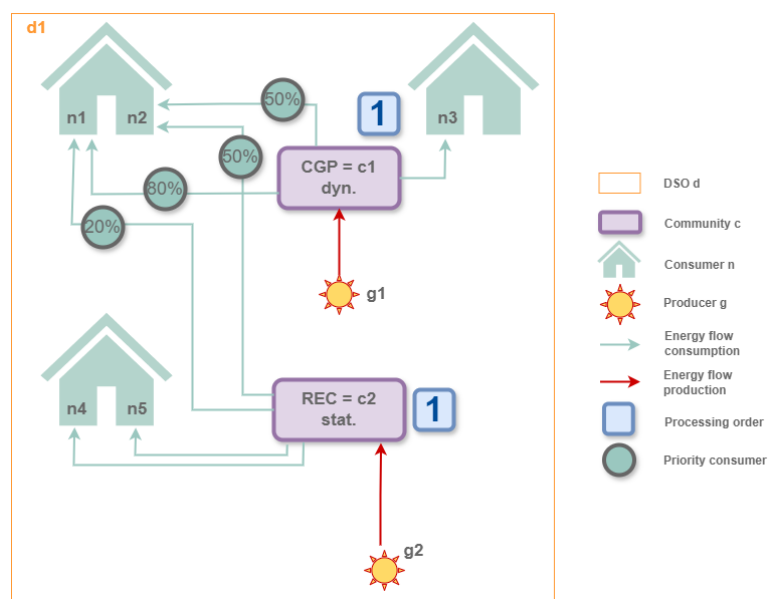 d1
n1
n2
50%
1
n3
50%
CGP = c1
dyn.
80%
20%
g1
n4
n5
REC = c2
stat.
1
g2
DSO d
Community c
Consumer n
Producer g
Energy flow
consumption
Energy flow
production
1
Processing order
Priority consumer